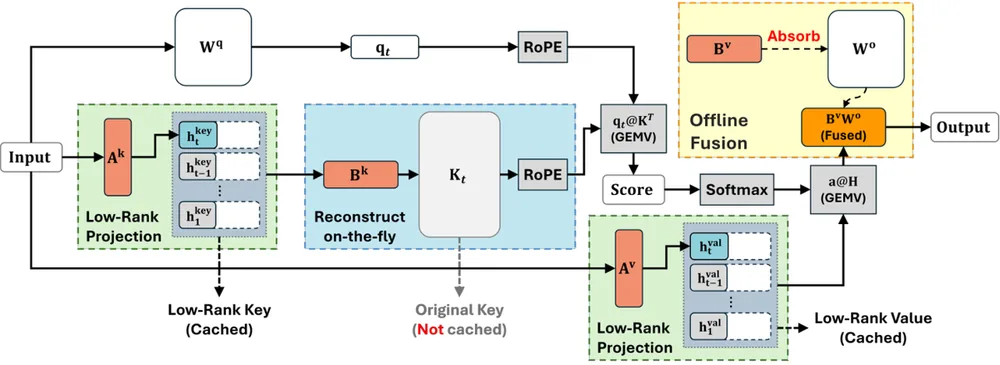 W^q
q_t
RoPE
B^v
Absorb
W^o
q_t@K^T
(GEMV)
Offline
Fusion
B^vW^o
(Fused)
Output
Input
A^k
h_t^key
h_{t-1}^key
⋮
h_1^key
Low-Rank
Projection
B^k
K_t
RoPE
Reconstruct
on-the-fly
Score
Softmax
a@H
(GEMV)
A^v
h_t^val
h_{t-1}^val
⋮
h_1^val
Low-Rank
Projection
Low-Rank Key
(Cached)
Original Key
(Not cached)
Low-Rank Value
(Cached)